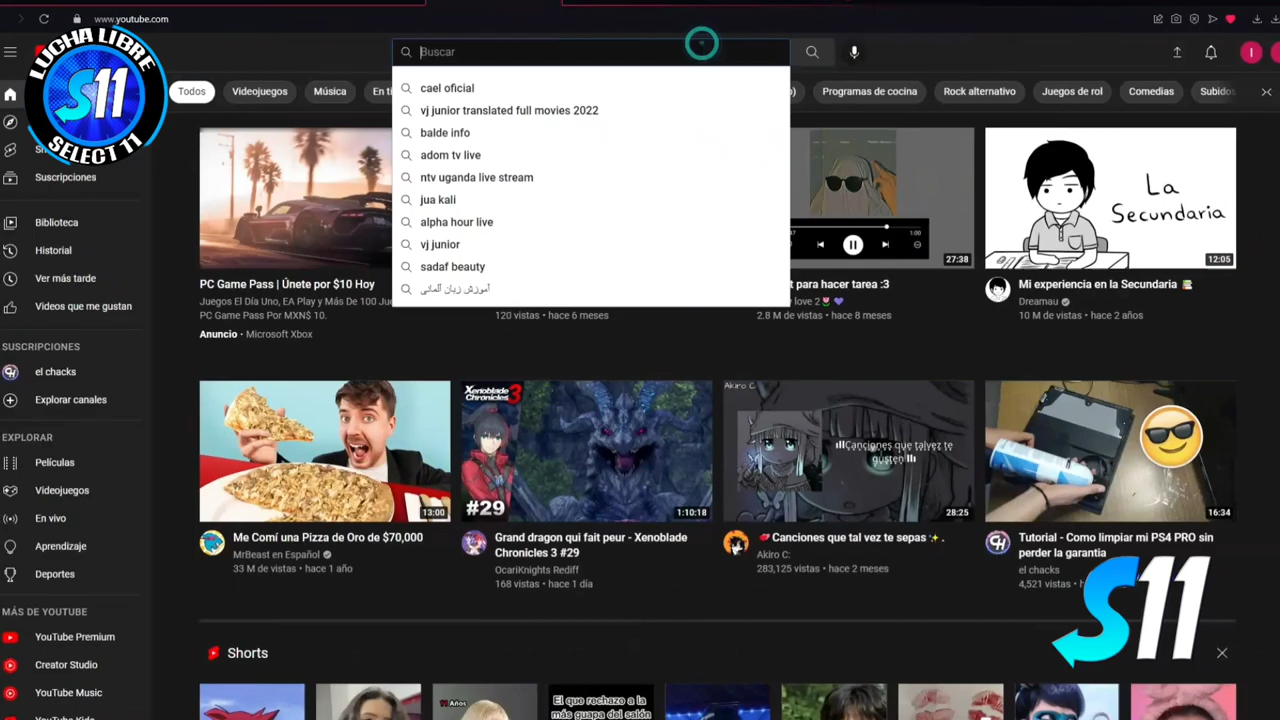 www.youtube.com
LUCHA LIBRE
S11
SELECT 11
Buscar
cael oficial
vj junior translated full movies 2022
balde info
adom tv live
ntv uganda live stream
jua kali
alpha hour live
vj junior
sadaf beauty
آموزش زبان آلمانی
Todos
Videojuegos
Música
Programas de cocina
Rock alternativo
Juegos de rol
Comedias
Subidos
I
Suscripciones
Biblioteca
Historial
Ver más tarde
Videos que me gustan
SUSCRIPCIONES
el chacks
Explorar canales
EXPLORAR
Películas
Videojuegos
En vivo
Aprendizaje
Deportes
MÁS DE YOUTUBE
YouTube Premium
Creator Studio
YouTube Music
PC Game Pass | Únete por $10 Hoy
Juegos El Día Uno, EA Play y Más De 100 Jue
PC Game Pass Por MXN$ 10.
Anuncio • Microsoft Xbox
120 vistas • hace 6 meses
1:00
27:38
t para hacer tarea :3
y love 2
2.8 M de vistas • hace 8 meses
La
Secundaria
12:05
Mi experiencia en la Secundaria
Dreamau
10 M de vistas • hace 2 años
13:00
Me Comí una Pizza de Oro de $70,000
MrBeast en Español
33 M de vistas • hace 1 año
Xenoblade
Chronicles 3
#29
1:10:18
Grand dragon qui fait peur - Xenoblade
Chronicles 3 #29
OcariKnights Rediff
168 vistas • hace 1 día
Akiro C.
Canciones que talvez te
gusten
28:25
Canciones que tal vez te sepas
Akiro C:
283,125 vistas • hace 2 meses
16:34
Tutorial - Como limpiar mi PS4 PRO sin
perder la garantia
el chacks
4,521 vistas
S11
Shorts
11 Años
El que rechazo a la
más guapa del salón